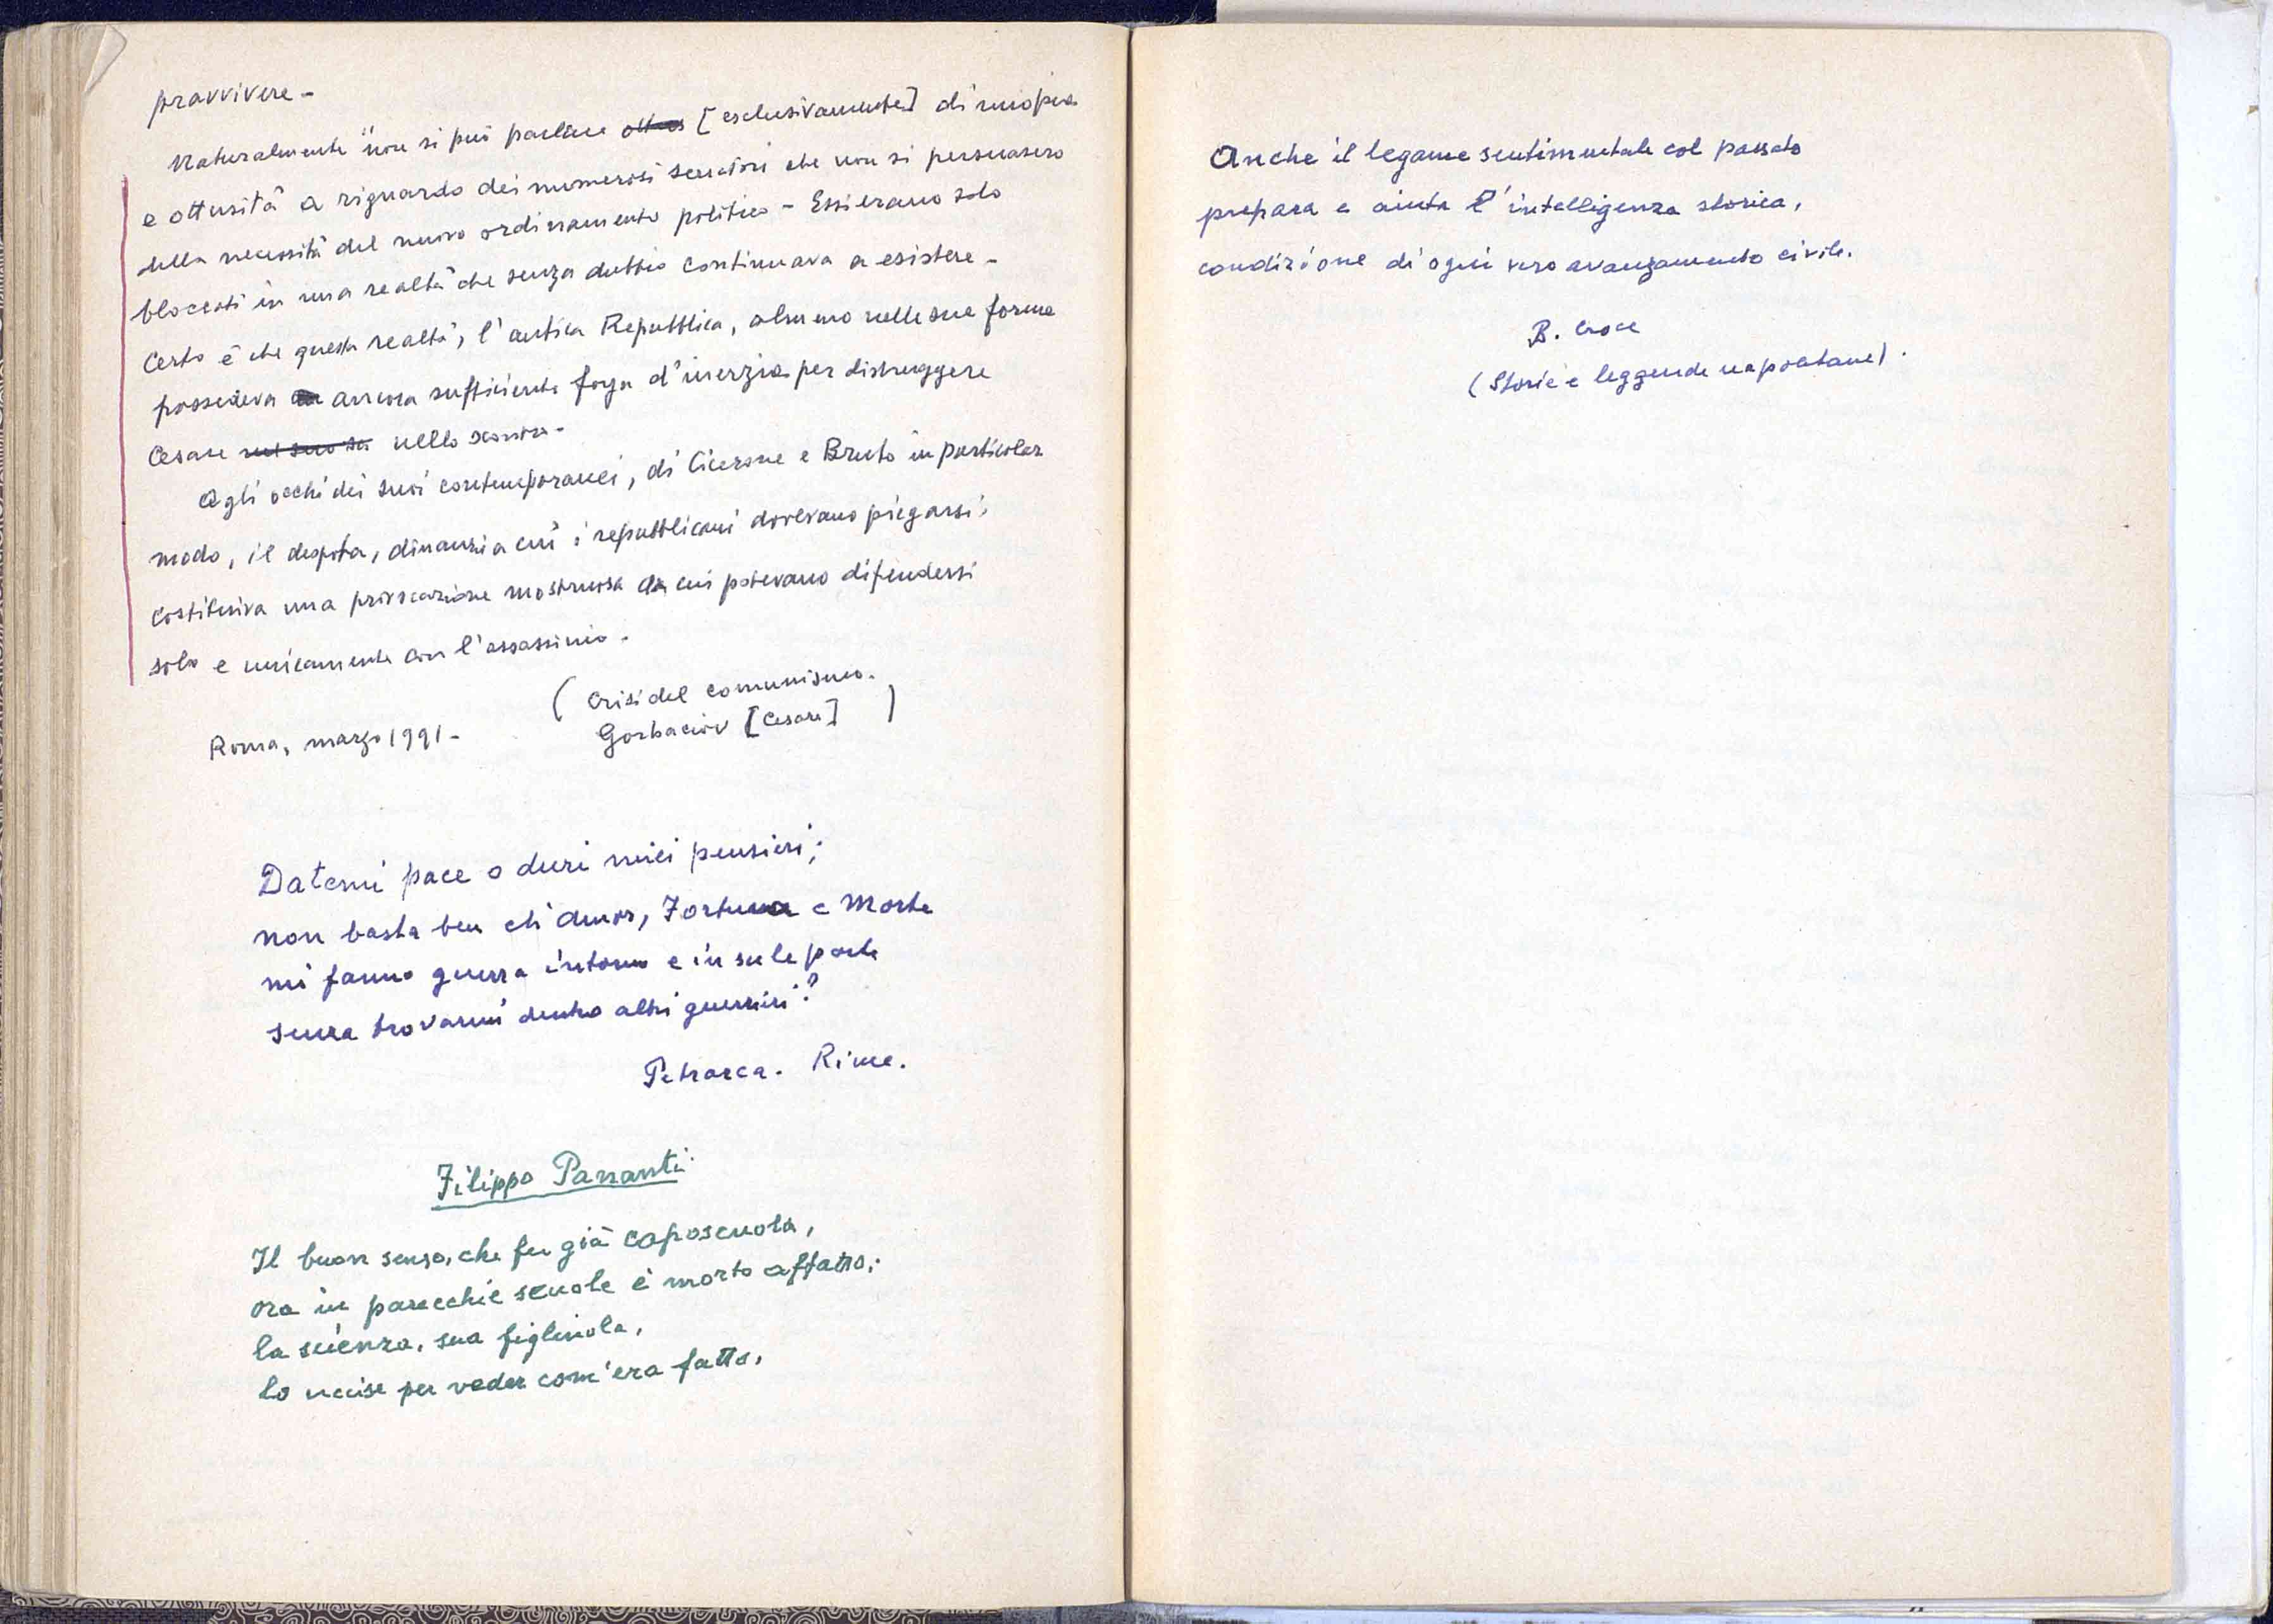 pravvivere -
Naturalmente "non si può parlare ottus [esclusivamente] di miopia
e ottusità a riguardo dei numerosi senatori che non si persuasero
della necessità del nuovo ordinamento politico - Essi erano solo
bloccati in una realtà che senza dubbio continuava a esistere -
Certo è che questa realtà, l'antica Repubblica, almeno nelle sue forme
possedeva ancora sufficiente forza d'inerzia per distruggere
Cesare nel suo sc nello scontro -
Agli occhi dei suoi contemporanei, di Cicerone e Bruto in particolar
modo, il despota, dinanzi a cui i repubblicani dovevano piegarsi,
costituiva una provocazione mostruosa da cui potevano difendersi
solo e unicamente con l'assassinio.
( Crisi del comunismo.
Gorbaciov [Cesare] )
Roma, marzo 1991 -
Datemi pace o duri miei pensieri;
non basta ben ch'amor, Fortuna e Morte
mi fanno guerra intorno e in su le porte
senza trovarmi dentro altri guerrieri?
Petrarca. Rime.
Filippo Pananti
Il buon senso, che fu già caposcuola,
ora in parecchie scuole è morto affatto;
la scienza, sua figliuola,
lo uccise per veder com'era fatto.
Anche il legame sentimentale col passato
prepara e aiuta l'intelligenza storica,
condizione di ogni vero avanzamento civile.
B. Croce
(Storie e leggende napoletane).